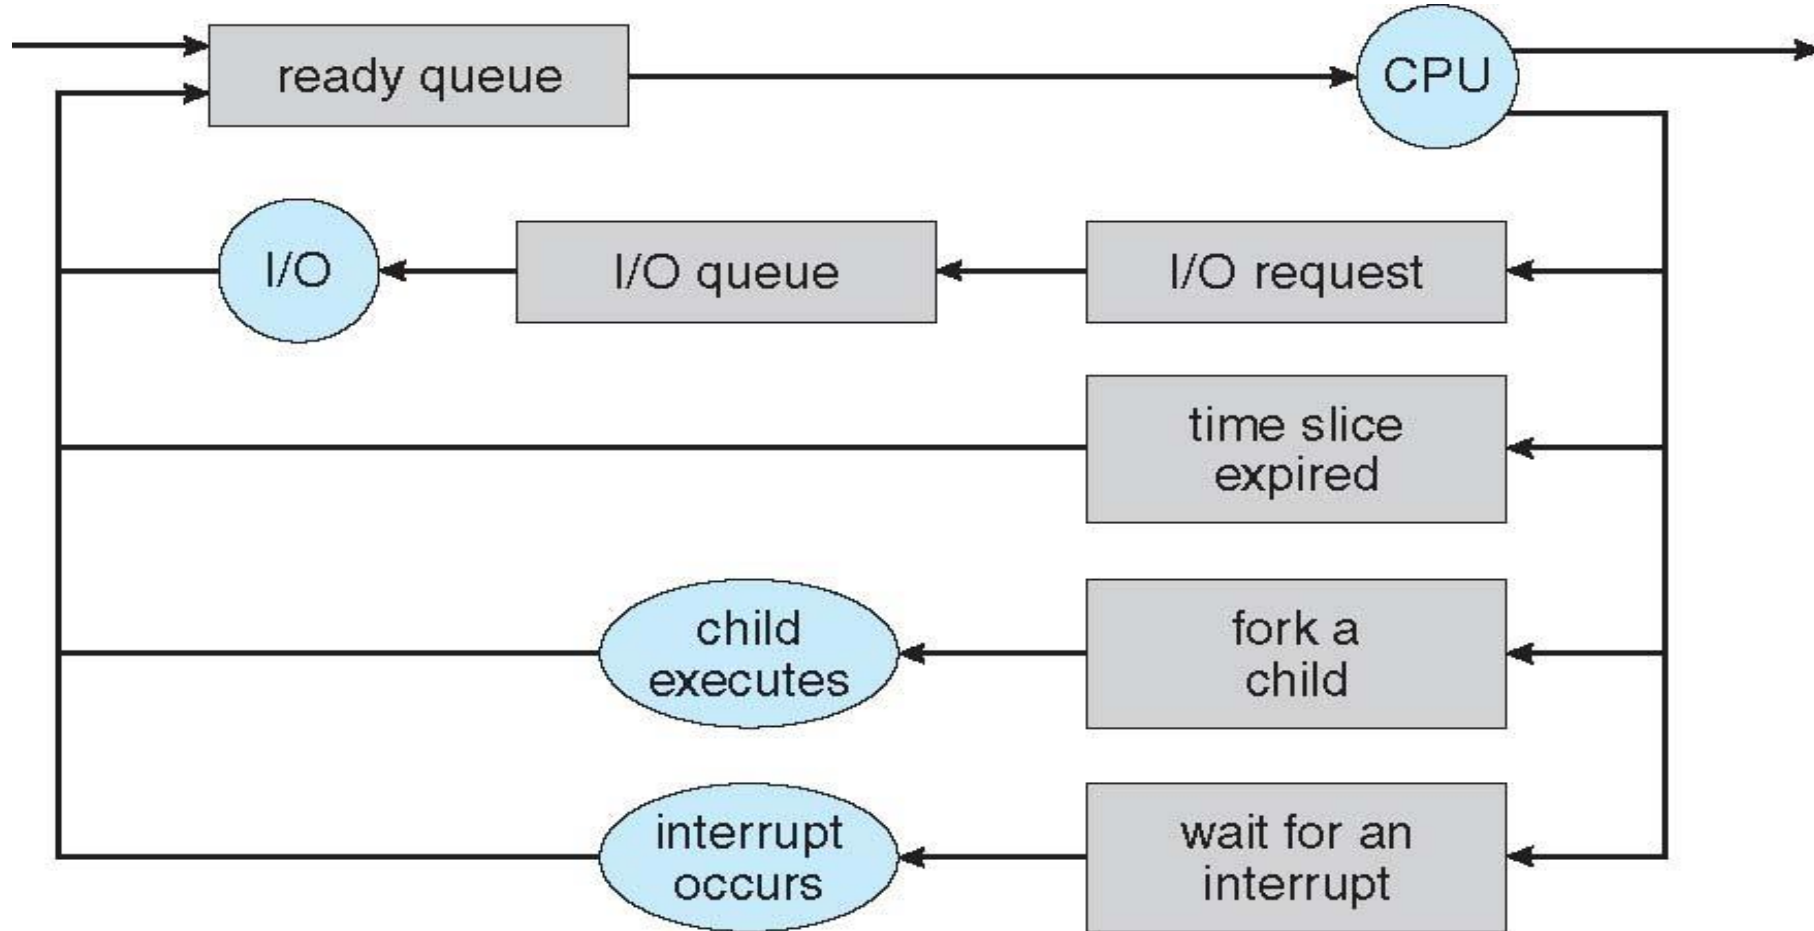 ready queue
CPU
I/O
I/O queue
I/O request
time slice
expired
child
executes
fork a
child
interrupt
occurs
wait for an
interrupt